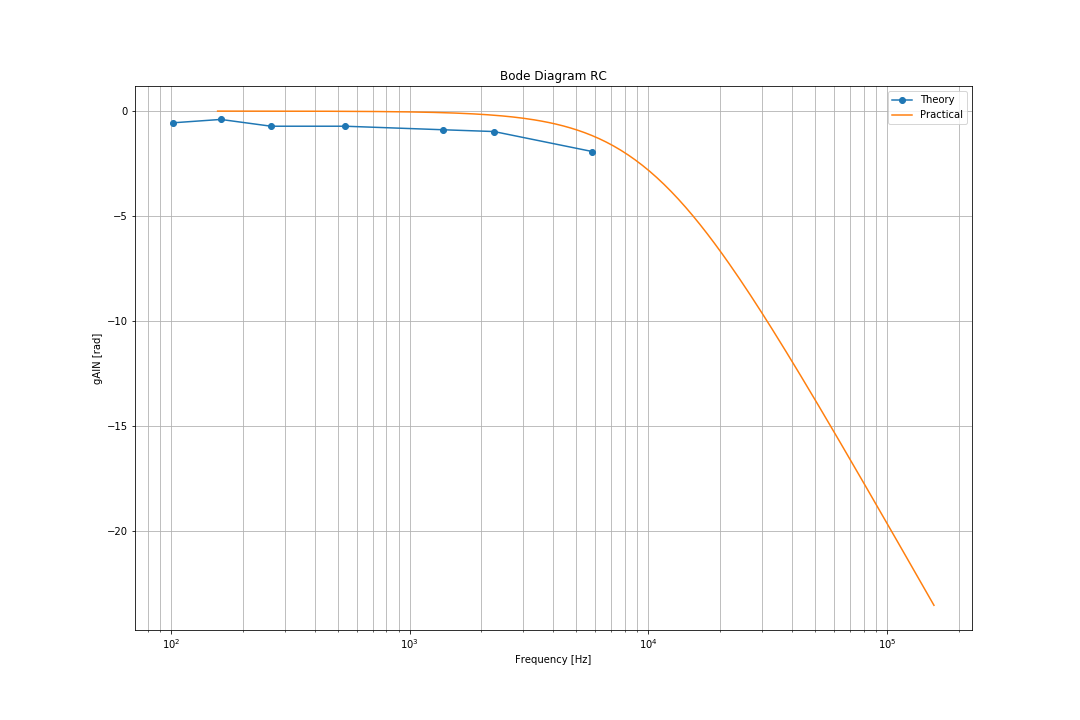 Bode Diagram RC
Theory
Practical
0
−5
−10
−15
−20
gAIN [rad]
10²
10³
10⁴
10⁵
Frequency [Hz]